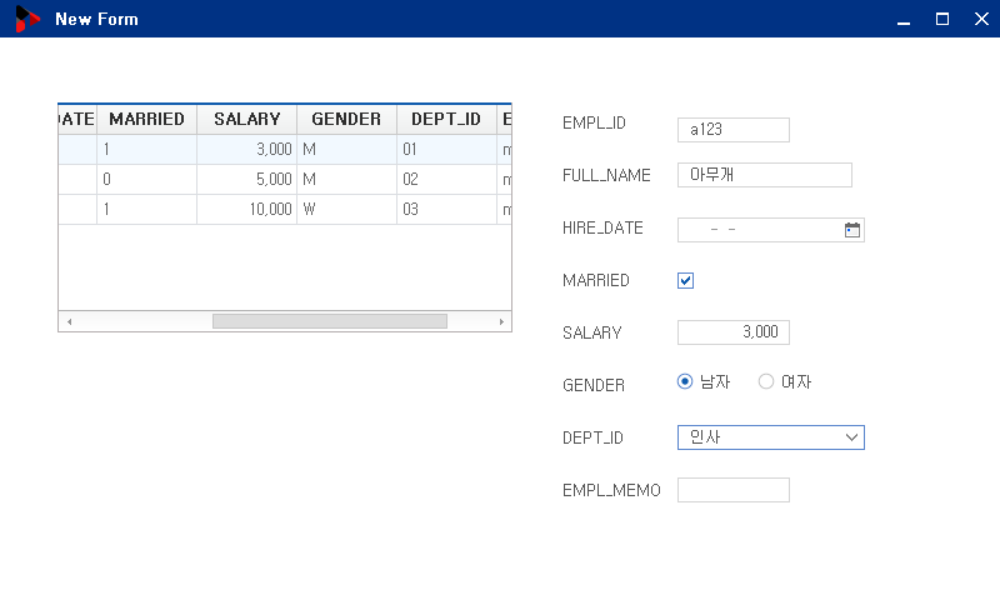 New Form
ATE MARRIED SALARY GENDER DEPT_ID E
1 3,000 M 01
0 5,000 M 02
1 10,000 W 03
EMPL_ID a123
FULL_NAME 아무개
HIRE_DATE - -
MARRIED
SALARY 3,000
GENDER 남자 여자
DEPT_ID 인사
EMPL_MEMO